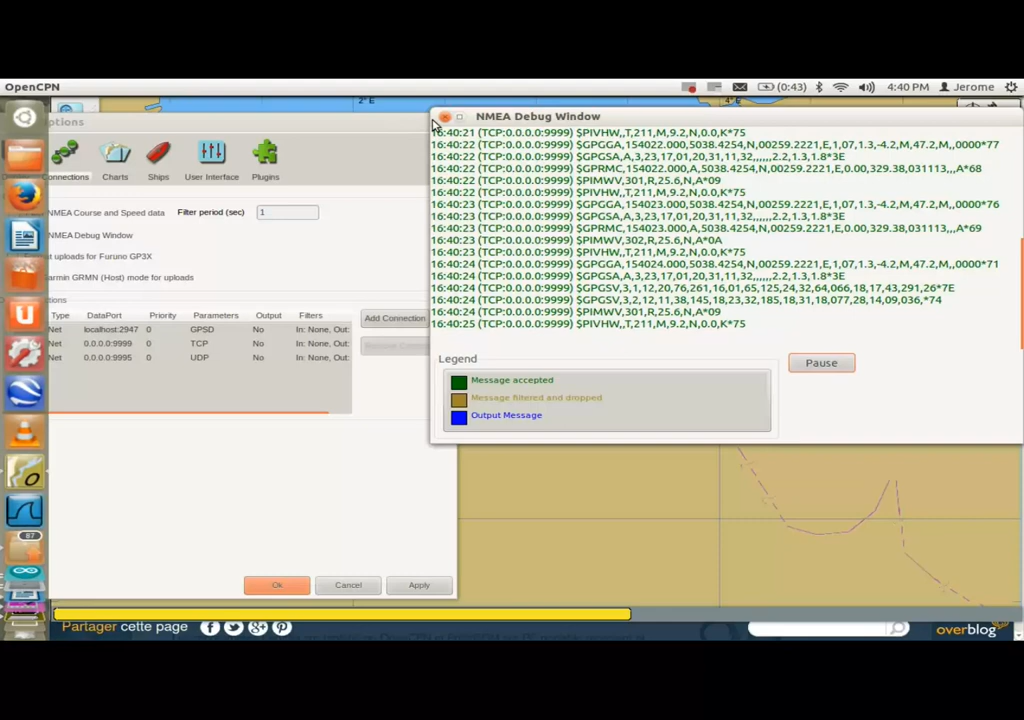 OpenCPN
(0:43) 4:40 PM Jerome
2° E
4° E
ptions
onnections Charts Ships User Interface Plugins
NMEA Course and Speed data Filter period (sec) 1
NMEA Debug Window
at uploads for Furuno GP3X
armin GRMN (Host) mode for uploads
ctions
Type DataPort Priority Parameters Output Filters
Net localhost:2947 0 GPSD No In: None, Out:
Net 0.0.0.0:9999 0 TCP No In: None, Out:
Net 0.0.0.0:9995 0 UDP No In: None, Out:
Add Connection
Ok Cancel Apply
NMEA Debug Window
16:40:21 (TCP:0.0.0.0:9999) $PIVHW,,T,211,M,9.2,N,0.0,K*75
16:40:22 (TCP:0.0.0.0:9999) $GPGGA,154022.000,5038.4254,N,00259.2221,E,1,07,1.3,-4.2,M,47.2,M,,0000*77
16:40:22 (TCP:0.0.0.0:9999) $GPGSA,A,3,23,17,01,20,31,11,32,,,,,,2.2,1.3,1.8*3E
16:40:22 (TCP:0.0.0.0:9999) $GPRMC,154022.000,A,5038.4254,N,00259.2221,E,0.00,329.38,031113,,,A*68
16:40:22 (TCP:0.0.0.0:9999) $PIMWV,301,R,25.6,N,A*09
16:40:22 (TCP:0.0.0.0:9999) $PIVHW,,T,211,M,9.2,N,0.0,K*75
16:40:23 (TCP:0.0.0.0:9999) $GPGGA,154023.000,5038.4254,N,00259.2221,E,1,07,1.3,-4.2,M,47.2,M,,0000*76
16:40:23 (TCP:0.0.0.0:9999) $GPGSA,A,3,23,17,01,20,31,11,32,,,,,,2.2,1.3,1.8*3E
16:40:23 (TCP:0.0.0.0:9999) $GPRMC,154023.000,A,5038.4254,N,00259.2221,E,0.00,329.38,031113,,,A*69
16:40:23 (TCP:0.0.0.0:9999) $PIMWV,302,R,25.6,N,A*0A
16:40:23 (TCP:0.0.0.0:9999) $PIVHW,,T,211,M,9.2,N,0.0,K*75
16:40:24 (TCP:0.0.0.0:9999) $GPGGA,154024.000,5038.4254,N,00259.2221,E,1,07,1.3,-4.2,M,47.2,M,,0000*71
16:40:24 (TCP:0.0.0.0:9999) $GPGSA,A,3,23,17,01,20,31,11,32,,,,,,2.2,1.3,1.8*3E
16:40:24 (TCP:0.0.0.0:9999) $GPGSV,3,1,12,20,76,261,16,01,65,125,24,32,64,066,18,17,43,291,26*7E
16:40:24 (TCP:0.0.0.0:9999) $GPGSV,3,2,12,11,38,145,18,23,32,185,18,31,18,077,28,14,09,036,*74
16:40:24 (TCP:0.0.0.0:9999) $PIMWV,301,R,25.6,N,A*09
16:40:25 (TCP:0.0.0.0:9999) $PIVHW,,T,211,M,9.2,N,0.0,K*75
Legend
Message accepted
Message filtered and dropped
Output Message
Pause
87
Partager cette page
overblog